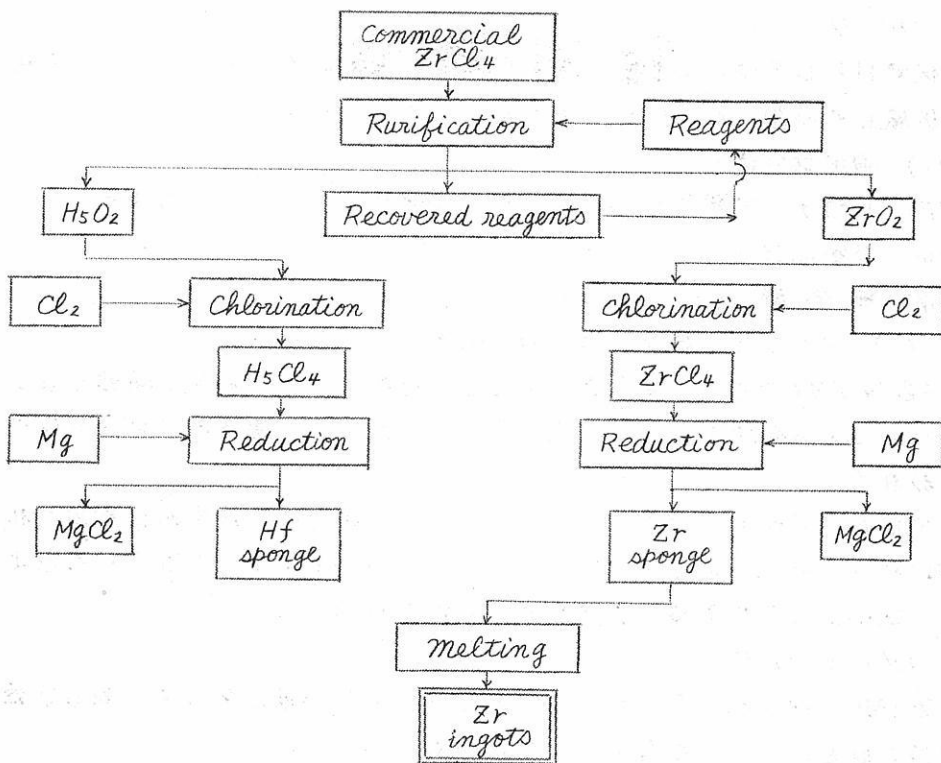 Commercial
ZrCl4
Rurification
Reagents
H5O2
Recovered reagents
ZrO2
Cl2
Chlorination
Chlorination
Cl2
H5Cl4
ZrCl4
Mg
Reduction
Reduction
Mg
MgCl2
Hf
sponge
Zr
sponge
MgCl2
Melting
Zr
ingots